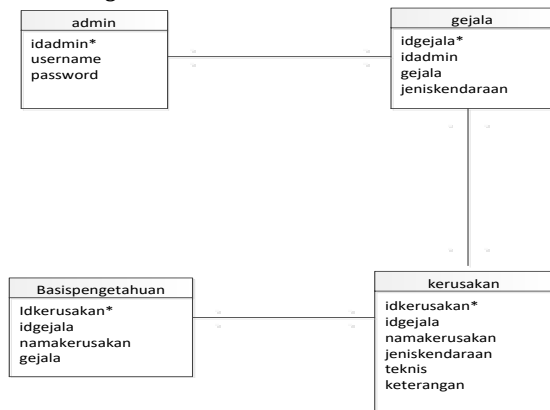 admin
idadmin*
username
password
gejala
idgejala*
idadmin
gejala
jeniskendaraan
Basispengetahuan
Idkerusakan*
idgejala
namakerusakan
gejala
kerusakan
idkerusakan*
idgejala
namakerusakan
jeniskendaraan
teknis
keterangan